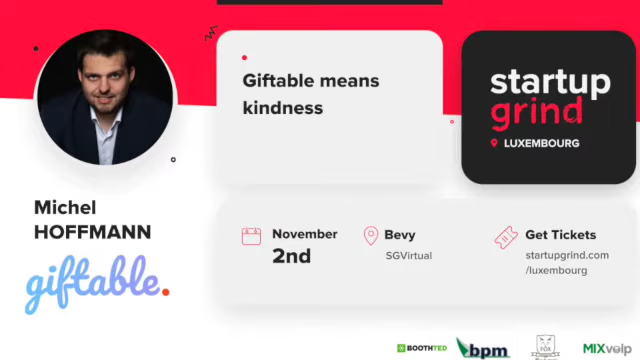 Giftable means
kindness
startup
grind
LUXEMBOURG
Michel
HOFFMANN
giftable.
November
2nd
Bevy
SGVirtual
Get Tickets
startupgrind.com
/luxembourg
BOOTHTED
bpm
FOX
MIXvoip